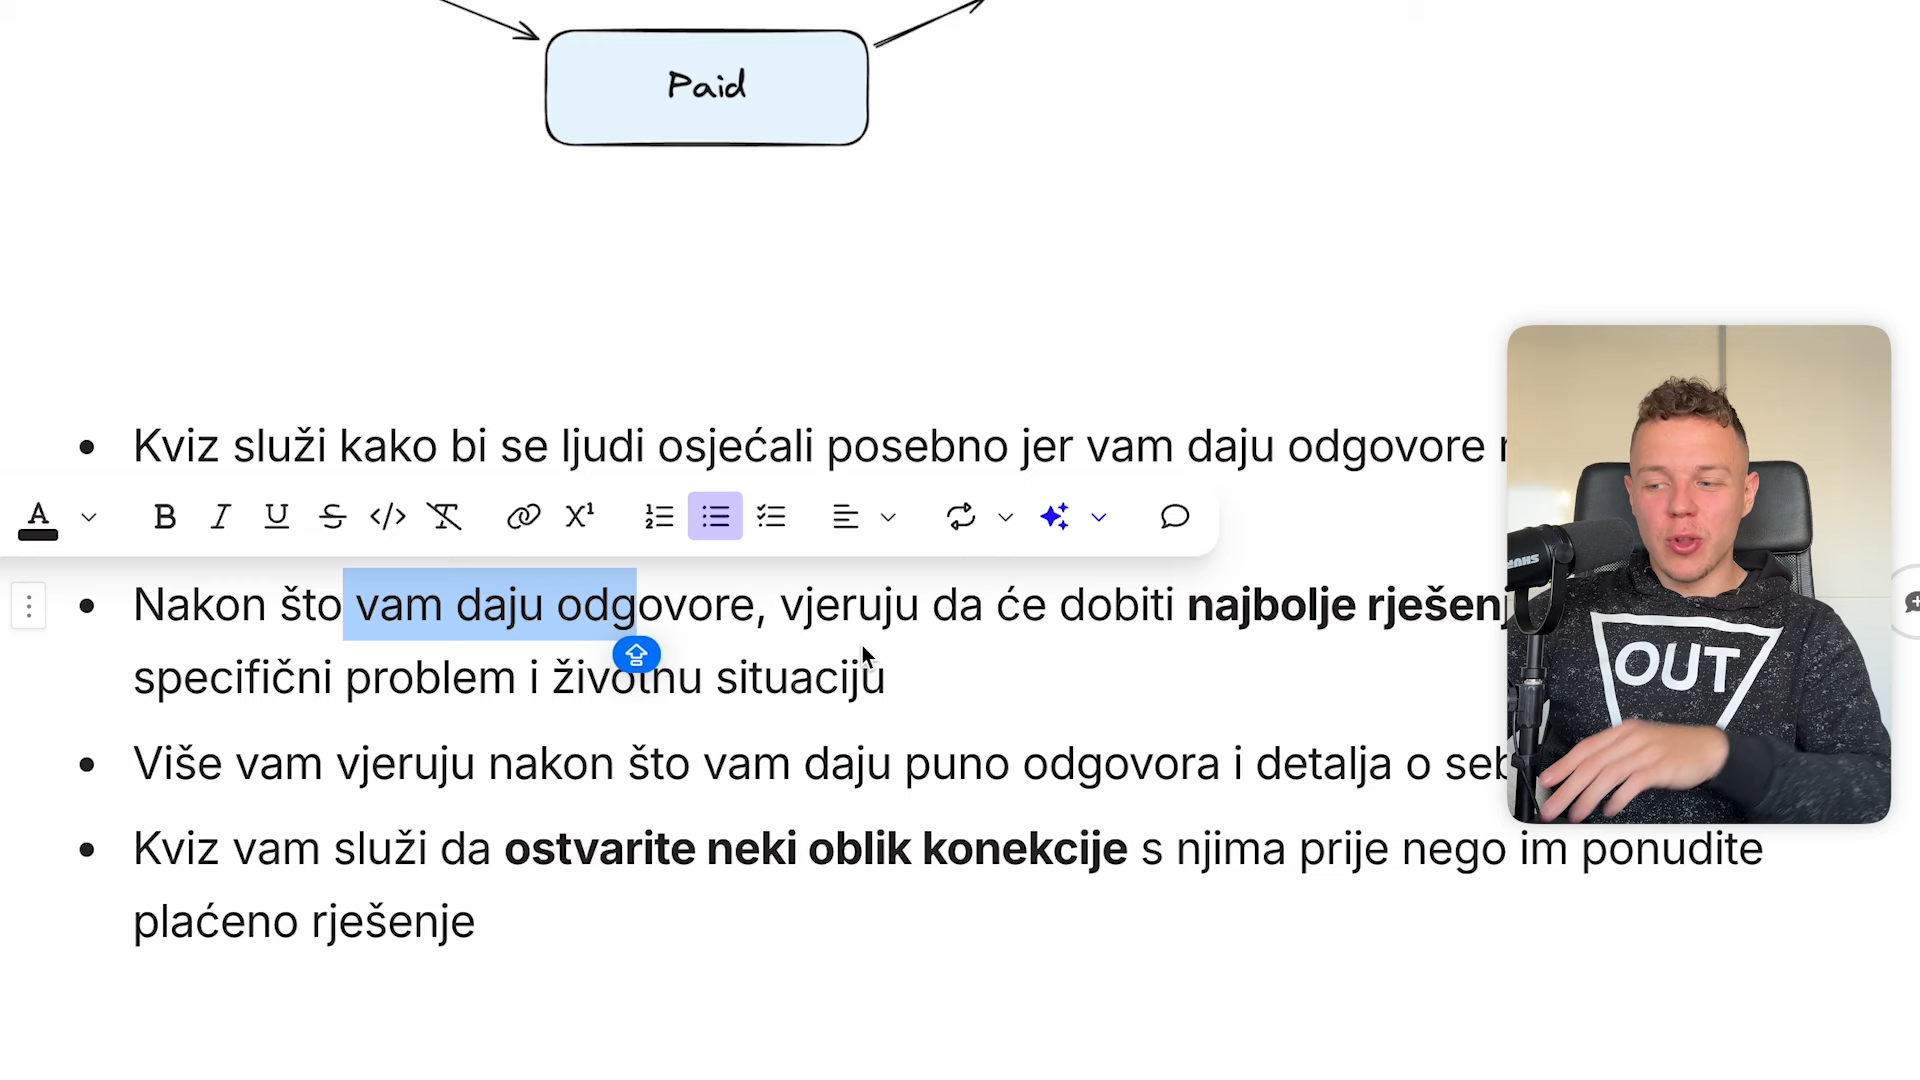 Paid
Kviz služi kako bi se ljudi osjećali posebno jer vam daju odgovore
A B I U S </> T X¹
Nakon što vam daju odgovore, vjeruju da će dobiti najbolje
specifični problem i životnu situaciju
Više vam vjeruju nakon što vam daju puno odgovora i detalja o
Kviz vam služi da ostvarite neki oblik konekcije s njima prije nego im ponudite
plaćeno rješenje
OUT